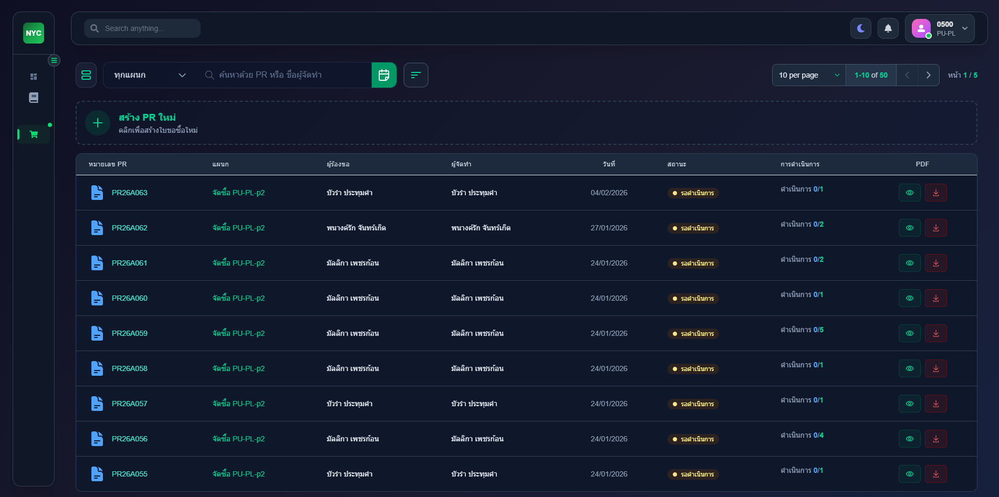 NYC
Search anything...
0500
PU-PL
ทุกแผนก
ค้นหาด้วย PR หรือ ชื่อผู้จัดทำ
10 per page
1-10 of 50
หน้า 1 / 5
สร้าง PR ใหม่
คลิกเพื่อสร้างใบขอซื้อใหม่
หมายเลข PR แผนก ผู้ร้องขอ ผู้จัดทำ วันที่ สถานะ การดำเนินการ PDF
PR26A063 จัดซื้อ PU-PL-p2 บัวรำ ประทุมคำ บัวรำ ประทุมคำ 04/02/2026 รอดำเนินการ ดำเนินการ 0/1
PR26A062 จัดซื้อ PU-PL-p2 พนางค์รัก จันทร์เกิด พนางค์รัก จันทร์เกิด 27/01/2026 รอดำเนินการ ดำเนินการ 0/2
PR26A061 จัดซื้อ PU-PL-p2 มัลลิกา เพชรก้อน มัลลิกา เพชรก้อน 24/01/2026 รอดำเนินการ ดำเนินการ 0/2
PR26A060 จัดซื้อ PU-PL-p2 มัลลิกา เพชรก้อน มัลลิกา เพชรก้อน 24/01/2026 รอดำเนินการ ดำเนินการ 0/1
PR26A059 จัดซื้อ PU-PL-p2 มัลลิกา เพชรก้อน มัลลิกา เพชรก้อน 24/01/2026 รอดำเนินการ ดำเนินการ 0/5
PR26A058 จัดซื้อ PU-PL-p2 มัลลิกา เพชรก้อน มัลลิกา เพชรก้อน 24/01/2026 รอดำเนินการ ดำเนินการ 0/1
PR26A057 จัดซื้อ PU-PL-p2 บัวรำ ประทุมคำ บัวรำ ประทุมคำ 24/01/2026 รอดำเนินการ ดำเนินการ 0/1
PR26A056 จัดซื้อ PU-PL-p2 มัลลิกา เพชรก้อน มัลลิกา เพชรก้อน 24/01/2026 รอดำเนินการ ดำเนินการ 0/4
PR26A055 จัดซื้อ PU-PL-p2 บัวรำ ประทุมคำ บัวรำ ประทุมคำ 24/01/2026 รอดำเนินการ ดำเนินการ 0/1